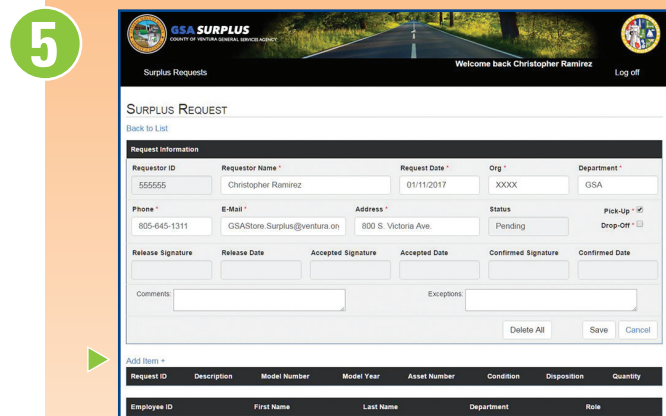 5
GSA SURPLUS
COUNTY OF VENTURA GENERAL SERVICES AGENCY
Welcome back Christopher Ramirez
Surplus Requests
Log off
SURPLUS REQUEST
Back to List
Request Information
Requestor ID Requestor Name * Request Date * Org * Department *
555555 Christopher Ramirez 01/11/2017 XXXX GSA
Phone * E-Mail * Address * Status Pick-Up *
805-645-1311 GSAStore.Surplus@ventura.org 800 S. Victoria Ave. Pending Drop-Off *
Release Signature Release Date Accepted Signature Accepted Date Confirmed Signature Confirmed Date
Comments: Exceptions:
Delete All Save Cancel
Add Item +
Request ID Description Model Number Model Year Asset Number Condition Disposition Quantity
Employee ID First Name Last Name Department Role